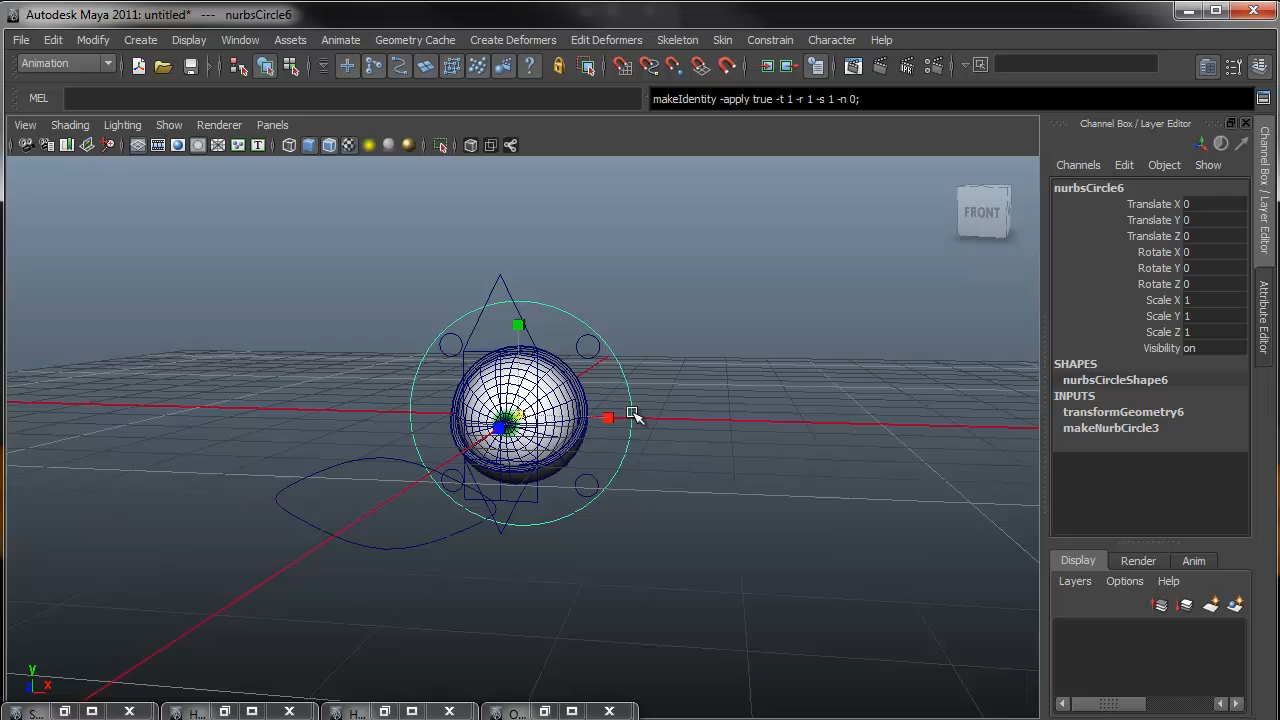 Autodesk Maya 2011: untitled* --- nurbsCircle6
File Edit Modify Create Display Window Assets Animate Geometry Cache Create Deformers Edit Deformers Skeleton Skin Constrain Character Help
Animation
MEL
makeIdentity -apply true -t 1 -r 1 -s 1 -n 0;
View Shading Lighting Show Renderer Panels
Channel Box / Layer Editor
Channels Edit Object Show
nurbsCircle6
Translate X 0
Translate Y 0
Translate Z 0
Rotate X 0
Rotate Y 0
Rotate Z 0
Scale X 1
Scale Y 1
Scale Z 1
Visibility on
SHAPES
nurbsCircleShape6
INPUTS
transformGeometry6
makeNurbCircle3
Channel Box / Layer Editor
Attribute Editor
FRONT
Display Render Anim
Layers Options Help
y
x
S...
H...
H...
O...